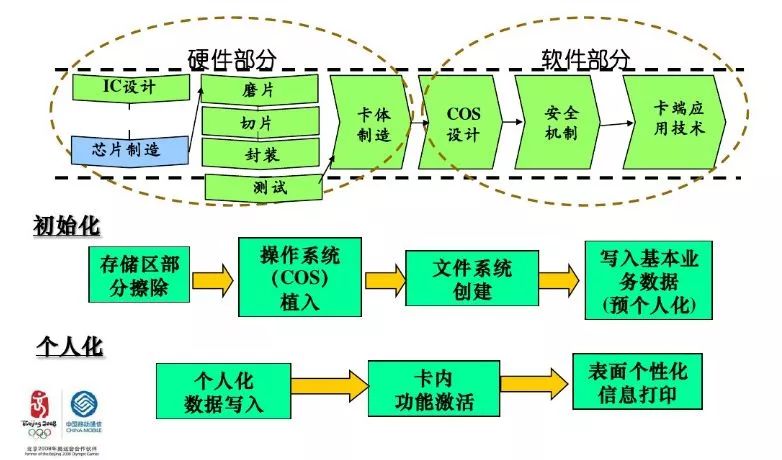 硬件部分
软件部分
IC设计
芯片制造
磨片
切片
封装
测试
卡体
制造
COS
设计
安全
机制
卡端应
用技术
初始化
存储区部
分擦除
操作系统
(COS)
植入
文件系统
创建
写入基本业
务数据
(预个人化)
个人化
个人化
数据写入
卡内
功能激活
表面个性化
信息打印
Beijing 2008
中国移动通信
CHINA MOBILE
北京2008年奥运会合作伙伴
Partner of the Beijing 2008 Olympic Games